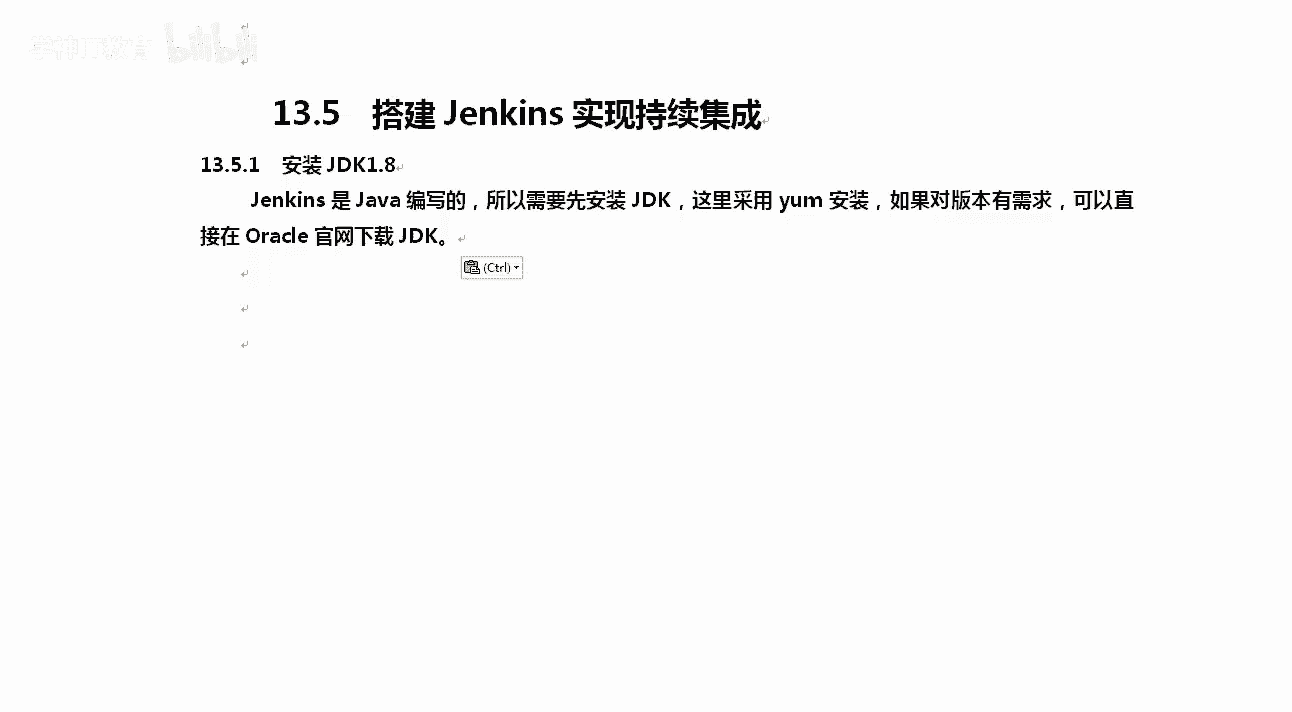 学神IT教育 bilibili
13.5 搭建 Jenkins 实现持续集成
13.5.1 安装 JDK1.8
Jenkins 是 Java 编写的，所以需要先安装 JDK，这里采用 yum 安装，如果对版本有需求，可以直
接在 Oracle 官网下载 JDK。
(Ctrl)